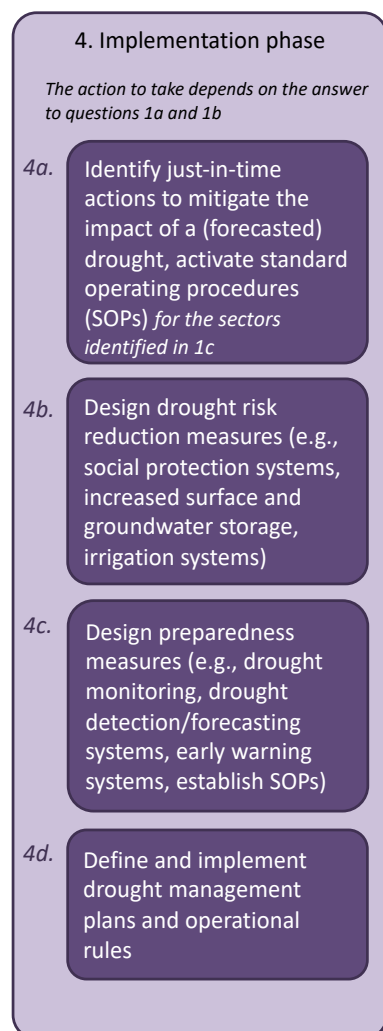 4. Implementation phase
The action to take depends on the answer
to questions 1a and 1b
4a.
Identify just-in-time
actions to mitigate the
impact of a (forecasted)
drought, activate standard
operating procedures
(SOPs) for the sectors
identified in 1c
4b.
Design drought risk
reduction measures (e.g.,
social protection systems,
increased surface and
groundwater storage,
irrigation systems)
4c.
Design preparedness
measures (e.g., drought
monitoring, drought
detection/forecasting
systems, early warning
systems, establish SOPs)
4d.
Define and implement
drought management
plans and operational
rules